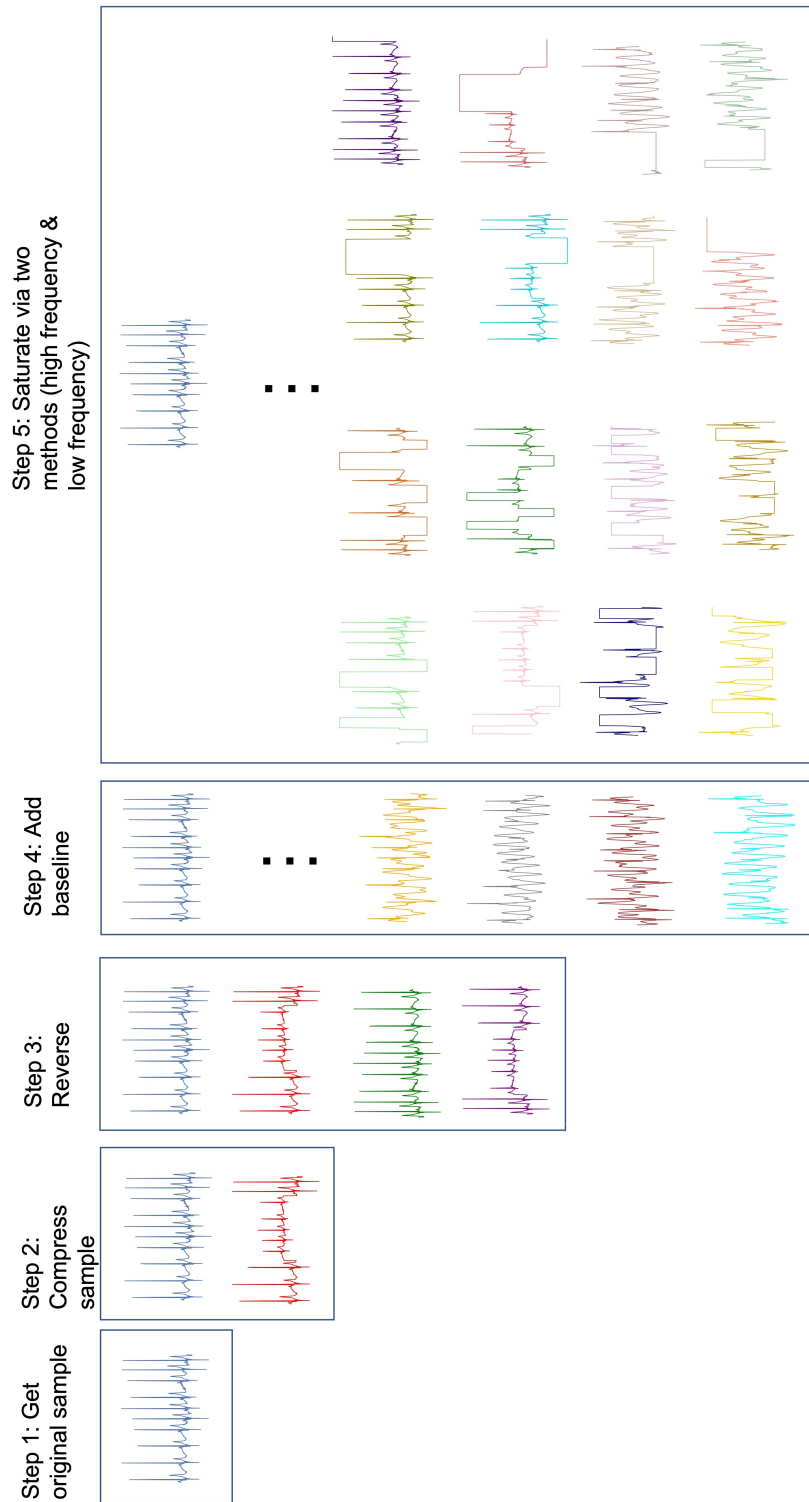 Step 1: Get
original sample
Step 2:
Compress
sample
Step 3:
Reverse
Step 4: Add
baseline
Step 5: Saturate via two
methods (high frequency &
low frequency)